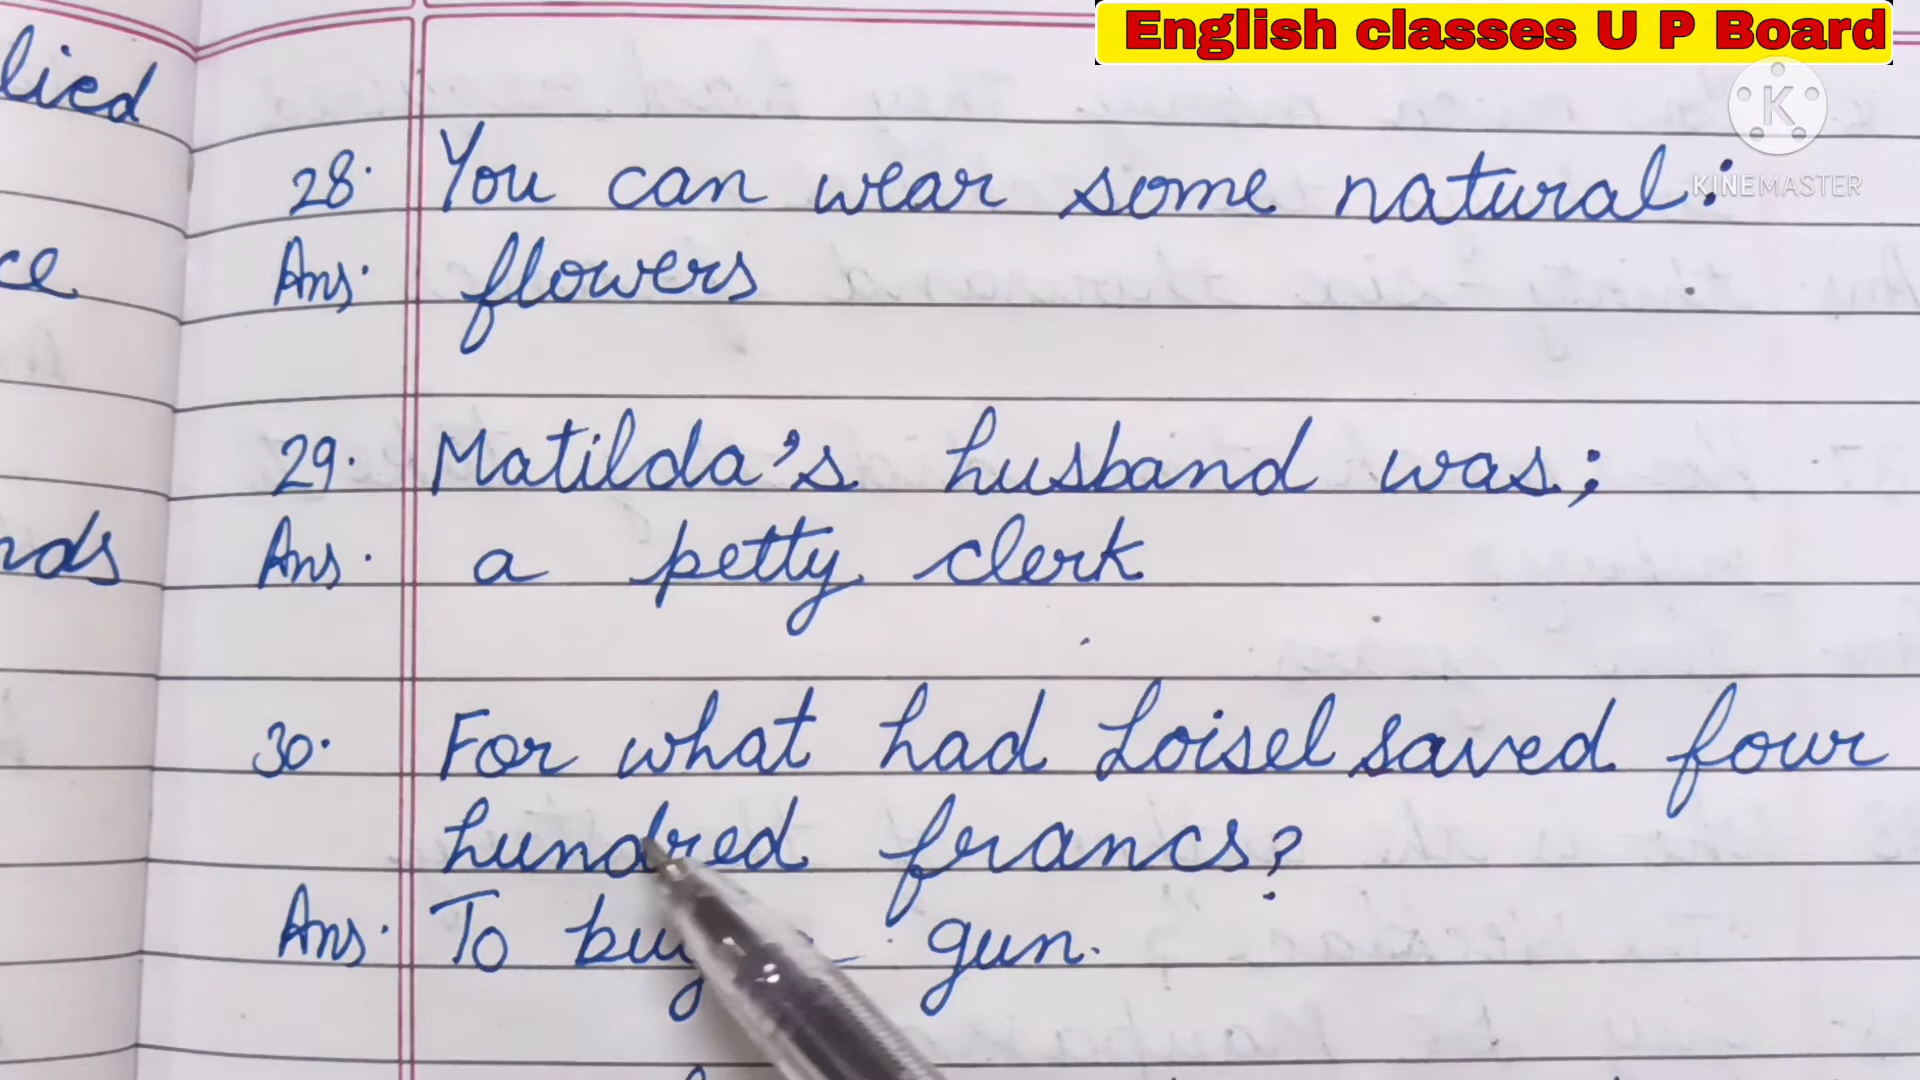 English classes U P Board
K
KINEMASTER
lied
ce
nds
28. You can wear some natural:
Ans. flowers
29. Matilda's husband was;
Ans. a petty clerk
30. For what had Loisel saved four
hundred francs?
Ans. To buy a gun.